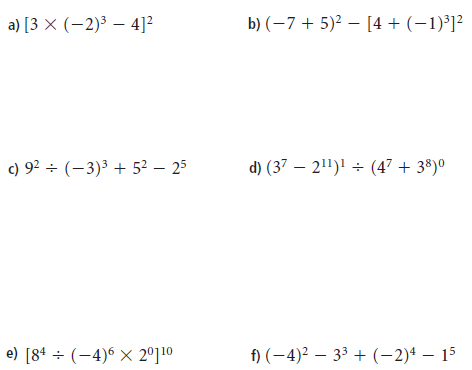 a) [3 × (−2)³ − 4]²
b) (−7 + 5)² − [4 + (−1)³]²
c) 9² ÷ (−3)³ + 5² − 2⁵
d) (3⁷ − 2¹¹)¹ ÷ (4⁷ + 3⁸)⁰
e) [8⁴ ÷ (−4)⁶ × 2⁰]¹⁰
f) (−4)² − 3³ + (−2)⁴ − 1⁵